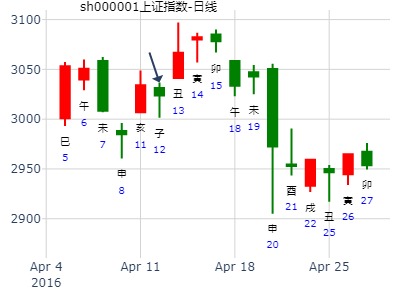 sh000001上证指数-日线
3100
3050
3000
2950
2900
巳
5
午
6
未
7
申
8
亥
11
子
12
丑
13
寅
14
卯
15
午
18
未
19
申
20
酉
21
戌
22
丑
25
寅
26
卯
27
Apr 4
2016
Apr 11
Apr 18
Apr 25